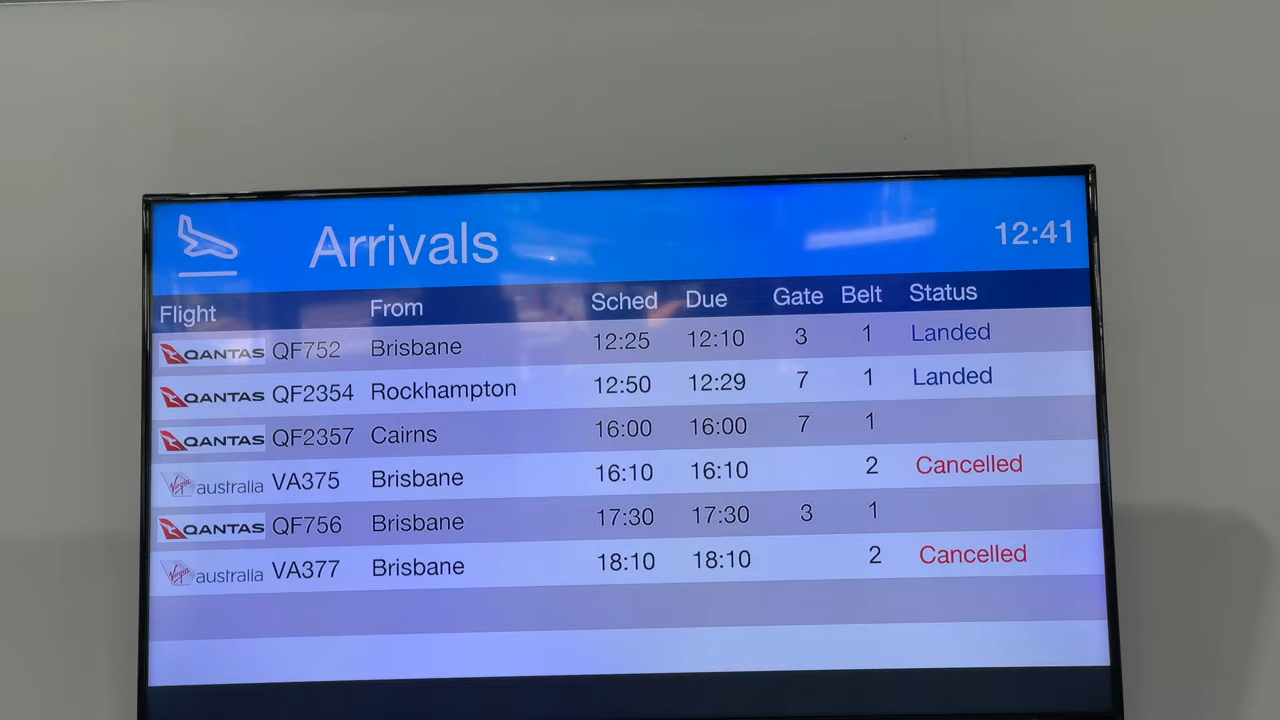 Arrivals 12:41
Flight From Sched Due Gate Belt Status
QANTAS QF752 Brisbane 12:25 12:10 3 1 Landed
QANTAS QF2354 Rockhampton 12:50 12:29 7 1 Landed
QANTAS QF2357 Cairns 16:00 16:00 7 1
Virgin australia VA375 Brisbane 16:10 16:10 2 Cancelled
QANTAS QF756 Brisbane 17:30 17:30 3 1
Virgin australia VA377 Brisbane 18:10 18:10 2 Cancelled